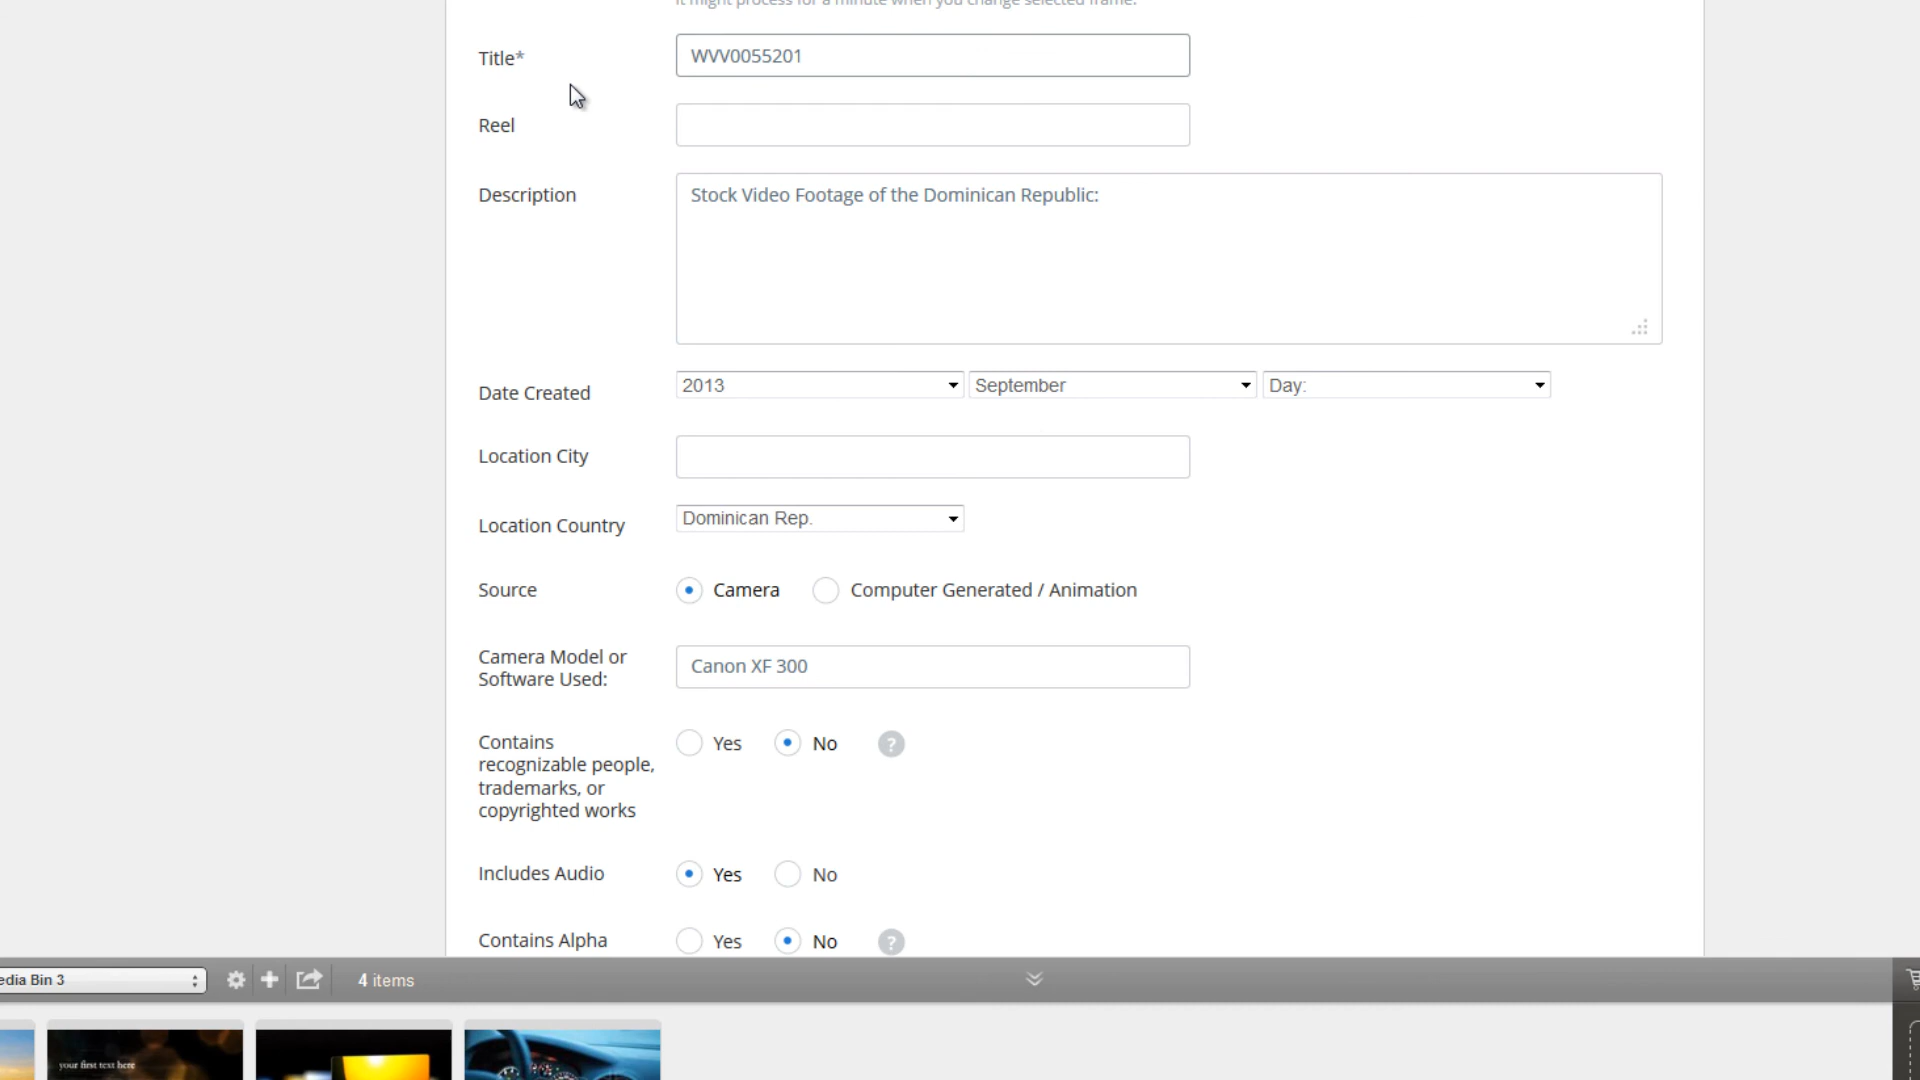 It might process for a minute when you change selected frame.
Title* WVV0055201
Reel
Description Stock Video Footage of the Dominican Republic:
Date Created 2013 September Day:
Location City
Location Country Dominican Rep.
Source Camera Computer Generated / Animation
Camera Model or
Software Used: Canon XF 300
Contains Yes No ?
recognizable people,
trademarks, or
copyrighted works
Includes Audio Yes No
Contains Alpha Yes No ?
edia Bin 3 4 items
your first text here